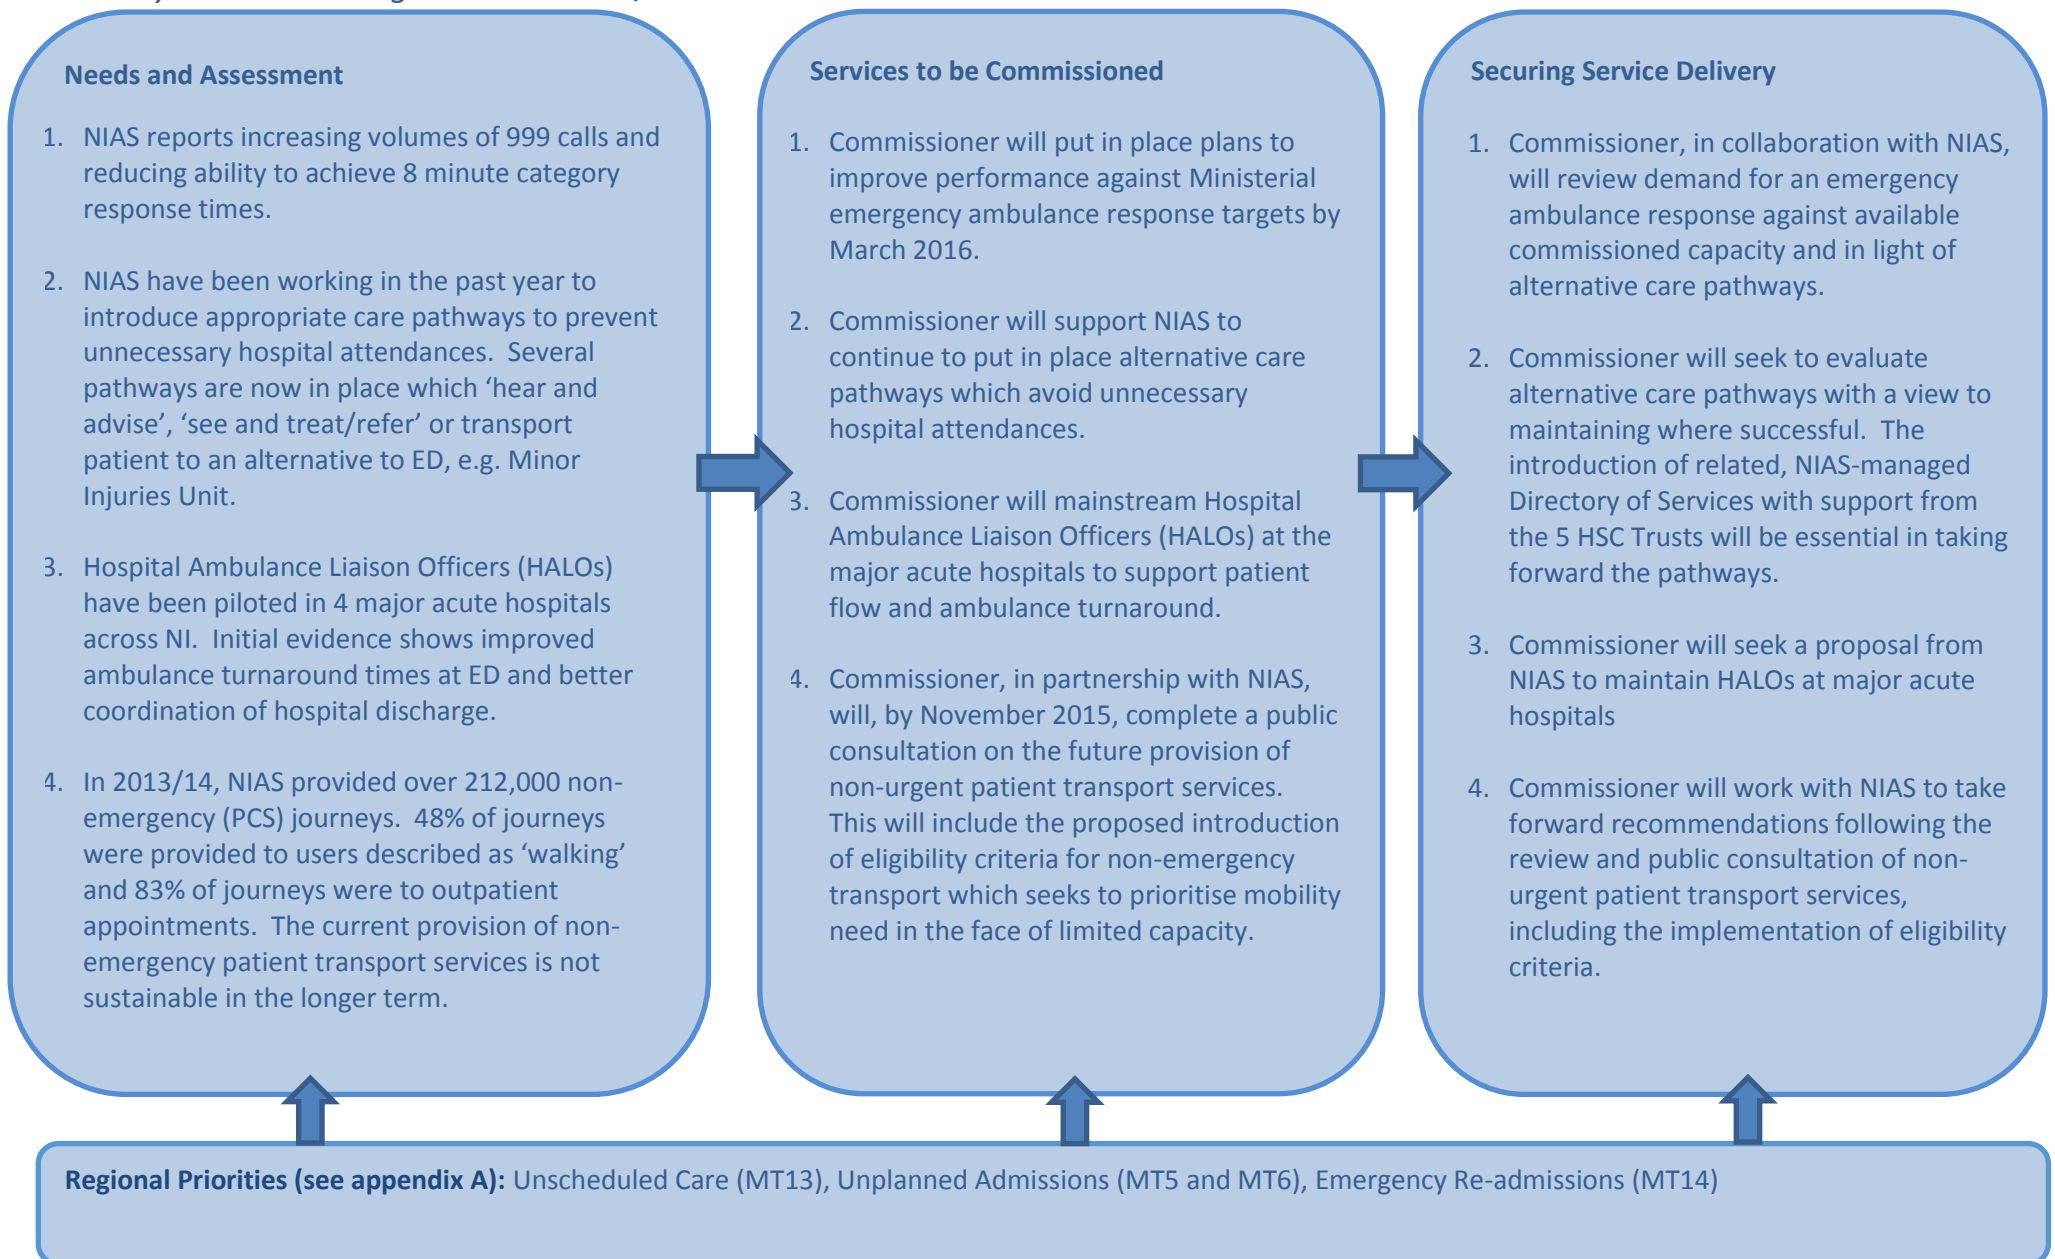 Needs and Assessment
1. NIAS reports increasing volumes of 999 calls and
reducing ability to achieve 8 minute category
response times.
2. NIAS have been working in the past year to
introduce appropriate care pathways to prevent
unnecessary hospital attendances. Several
pathways are now in place which ‘hear and
advise’, ‘see and treat/refer’ or transport
patient to an alternative to ED, e.g. Minor
Injuries Unit.
3. Hospital Ambulance Liaison Officers (HALOs)
have been piloted in 4 major acute hospitals
across NI. Initial evidence shows improved
ambulance turnaround times at ED and better
coordination of hospital discharge.
4. In 2013/14, NIAS provided over 212,000 non-
emergency (PCS) journeys. 48% of journeys
were provided to users described as ‘walking’
and 83% of journeys were to outpatient
appointments. The current provision of non-
emergency patient transport services is not
sustainable in the longer term.
Services to be Commissioned
1. Commissioner will put in place plans to
improve performance against Ministerial
emergency ambulance response targets by
March 2016.
2. Commissioner will support NIAS to
continue to put in place alternative care
pathways which avoid unnecessary
hospital attendances.
3. Commissioner will mainstream Hospital
Ambulance Liaison Officers (HALOs) at the
major acute hospitals to support patient
flow and ambulance turnaround.
4. Commissioner, in partnership with NIAS,
will, by November 2015, complete a public
consultation on the future provision of
non-urgent patient transport services.
This will include the proposed introduction
of eligibility criteria for non-emergency
transport which seeks to prioritise mobility
need in the face of limited capacity.
Securing Service Delivery
1. Commissioner, in collaboration with NIAS,
will review demand for an emergency
ambulance response against available
commissioned capacity and in light of
alternative care pathways.
2. Commissioner will seek to evaluate
alternative care pathways with a view to
maintaining where successful. The
introduction of related, NIAS-managed
Directory of Services with support from
the 5 HSC Trusts will be essential in taking
forward the pathways.
3. Commissioner will seek a proposal from
NIAS to maintain HALOs at major acute
hospitals
4. Commissioner will work with NIAS to take
forward recommendations following the
review and public consultation of non-
urgent patient transport services,
including the implementation of eligibility
criteria.
Regional Priorities (see appendix A): Unscheduled Care (MT13), Unplanned Admissions (MT5 and MT6), Emergency Re-admissions (MT14)